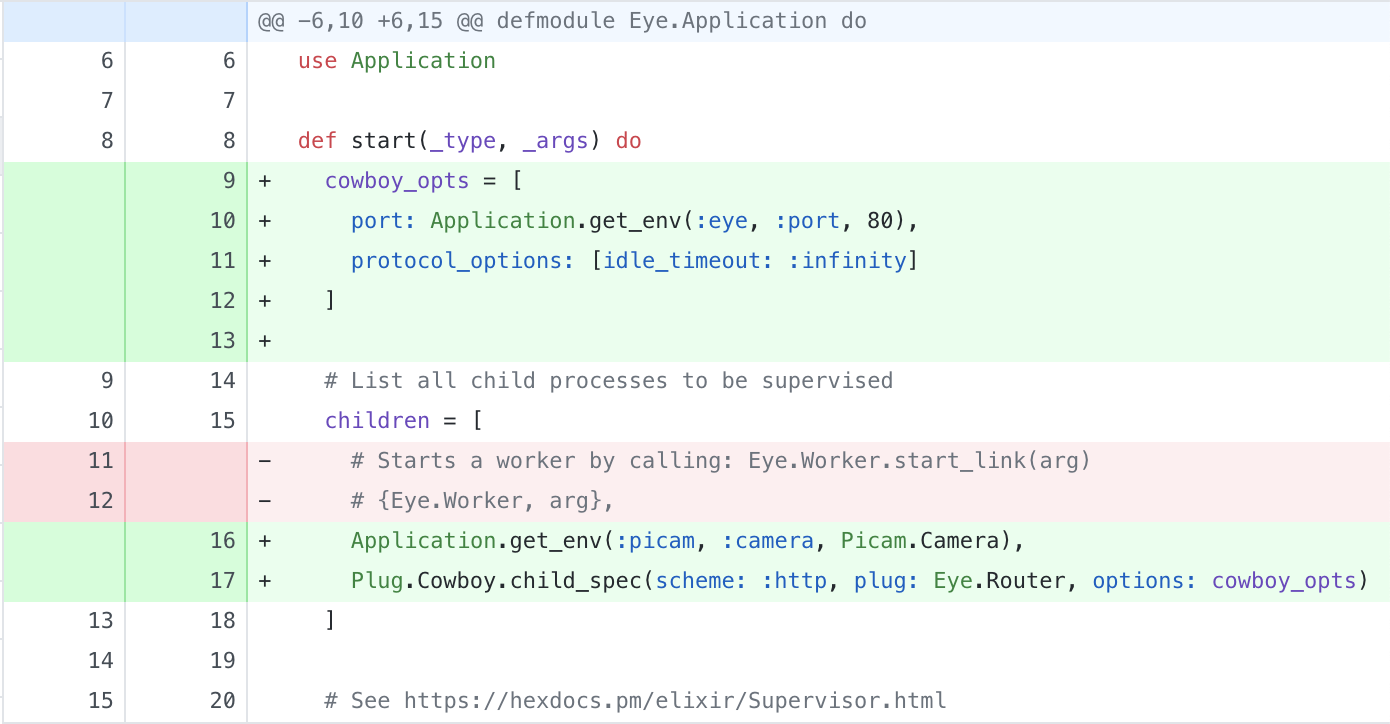 @@ -6,10 +6,15 @@ defmodule Eye.Application do
6 6 use Application
7 7
8 8 def start(_type, _args) do
9 + cowboy_opts = [
10 + port: Application.get_env(:eye, :port, 80),
11 + protocol_options: [idle_timeout: :infinity]
12 + ]
13 +
9 14 # List all child processes to be supervised
10 15 children = [
11 - # Starts a worker by calling: Eye.Worker.start_link(arg)
12 - # {Eye.Worker, arg},
16 + Application.get_env(:picam, :camera, Picam.Camera),
17 + Plug.Cowboy.child_spec(scheme: :http, plug: Eye.Router, options: cowboy_opts)
13 18 ]
14 19
15 20 # See https://hexdocs.pm/elixir/Supervisor.html